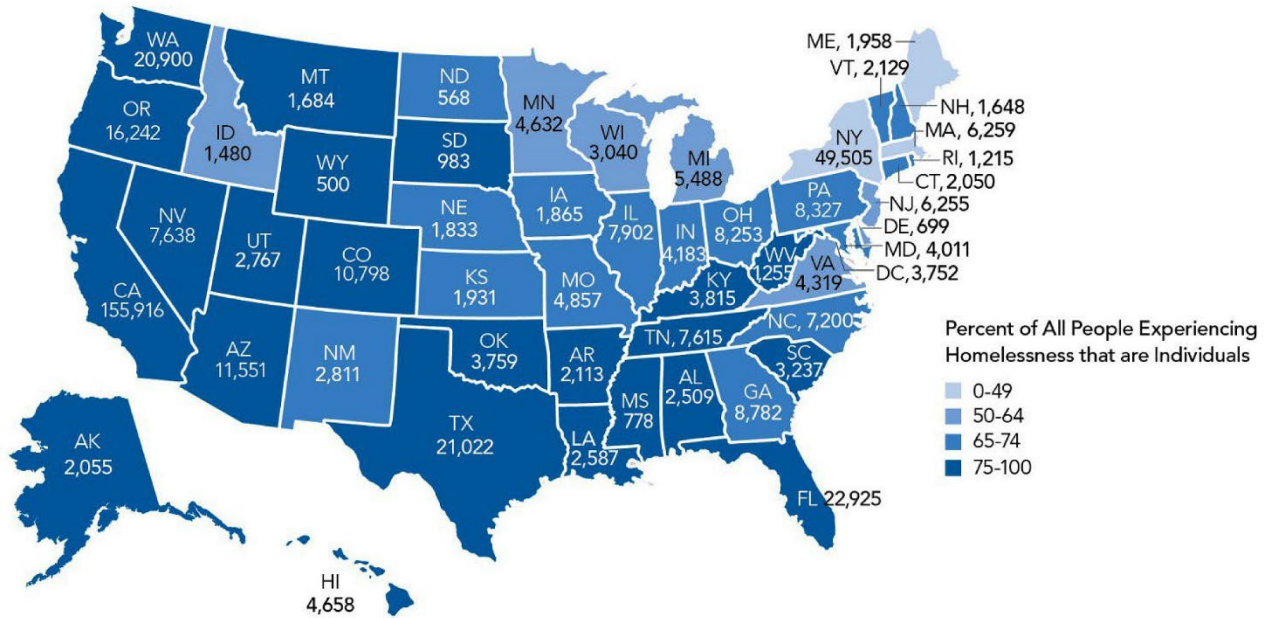 WA
20,900
OR
16,242
ID
1,480
MT
1,684
WY
500
NV
7,638
UT
2,767
CO
10,798
CA
155,916
AZ
11,551
NM
2,811
ND
568
SD
983
NE
1,833
KS
1,931
OK
3,759
TX
21,022
MN
4,632
IA
1,865
MO
4,857
AR
2,113
LA
2,587
WI
3,040
IL
7,902
MI
5,488
IN
4,183
OH
8,253
KY
3,815
TN, 7,615
MS
778
AL
2,509
GA
8,782
FL 22,925
SC
3,237
NC, 7,200
VA
4,319
WV
1,255
PA
8,327
NY
49,505
ME, 1,958
VT, 2,129
NH, 1,648
MA, 6,259
RI, 1,215
CT, 2,050
NJ, 6,255
DE, 699
MD, 4,011
DC, 3,752
AK
2,055
HI
4,658
Percent of All People Experiencing
Homelessness that are Individuals
0-49
50-64
65-74
75-100